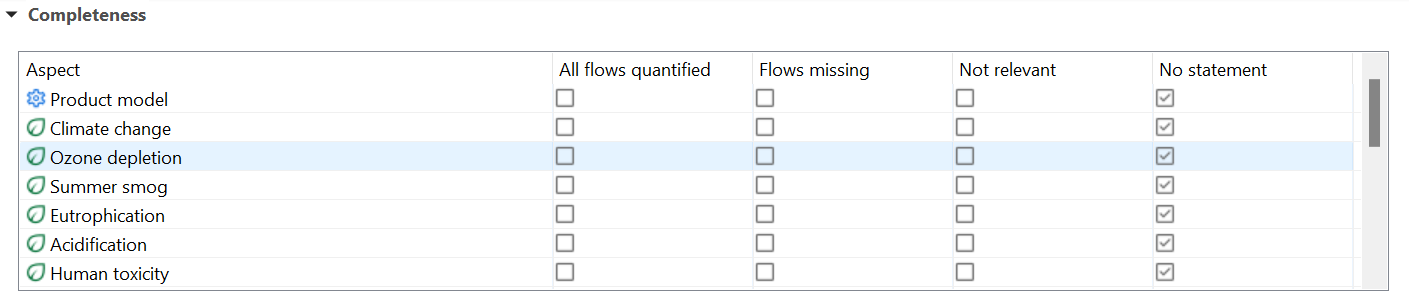 Completeness
Aspect All flows quantified Flows missing Not relevant No statement
Product model
Climate change
Ozone depletion
Summer smog
Eutrophication
Acidification
Human toxicity